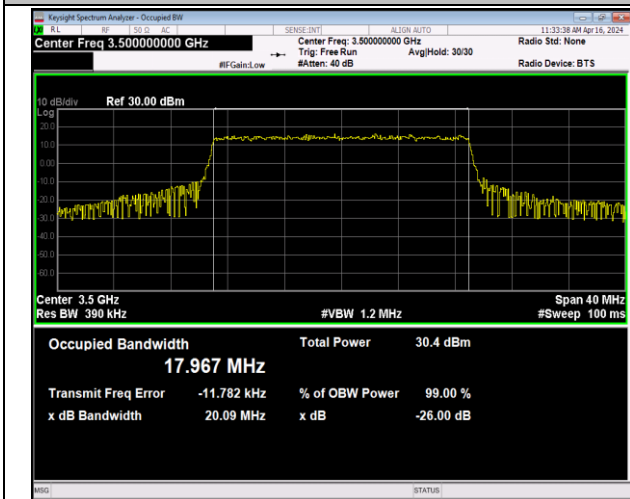 Keysight Spectrum Analyzer - Occupied BW
RL RF 50 Ω AC SENSE:INT ALIGN AUTO 11:33:38 AM Apr 16, 2024
Center Freq 3.500000000 GHz Center Freq: 3.500000000 GHz Radio Std: None
Trig: Free Run Avg|Hold: 30/30
#IFGain:Low #Atten: 40 dB Radio Device: BTS
10 dB/div Ref 30.00 dBm
Log
20.0
10.0
0.00
-10.0
-20.0
-30.0
-40.0
-50.0
-60.0
Center 3.5 GHz Span 40 MHz
Res BW 390 kHz #VBW 1.2 MHz #Sweep 100 ms
Occupied Bandwidth Total Power 30.4 dBm
17.967 MHz
Transmit Freq Error -11.782 kHz % of OBW Power 99.00 %
x dB Bandwidth 20.09 MHz x dB -26.00 dB
MSG STATUS